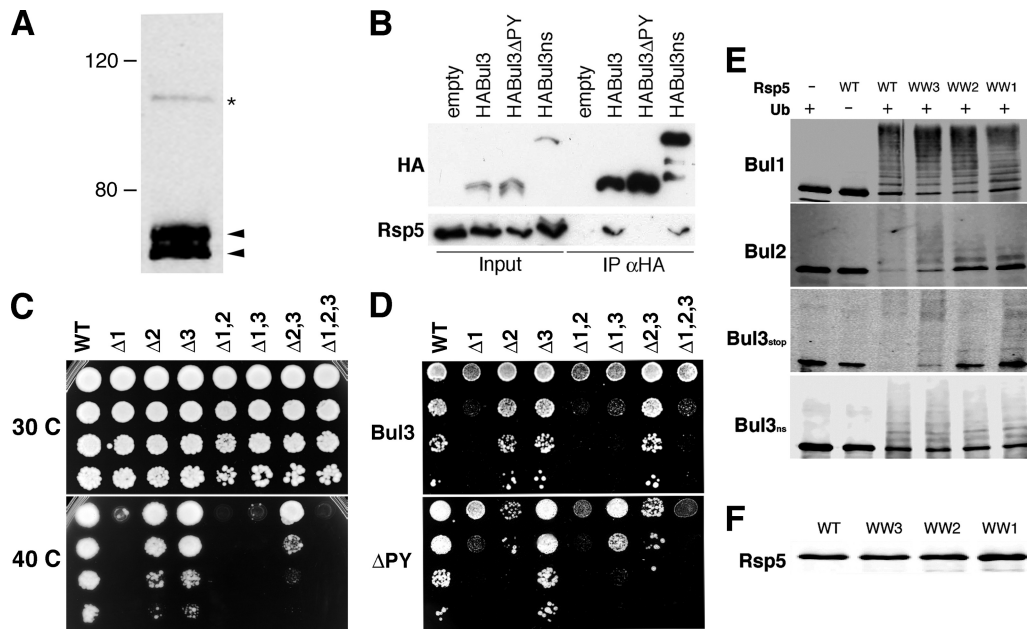 A
120
*
80
B
empty
HABul3
HABul3ΔPY
HABul3ns
empty
HABul3
HABul3ΔPY
HABul3ns
HA
Rsp5
Input
IP αHA
C
WT
Δ1
Δ2
Δ3
Δ1,2
Δ1,3
Δ2,3
Δ1,2,3
30 C
40 C
D
WT
Δ1
Δ2
Δ3
Δ1,2
Δ1,3
Δ2,3
Δ1,2,3
Bul3
ΔPY
E
Rsp5 - WT WT WW3 WW2 WW1
Ub + - + + + +
Bul1
Bul2
Bul3stop
Bul3ns
F
WT WW3 WW2 WW1
Rsp5